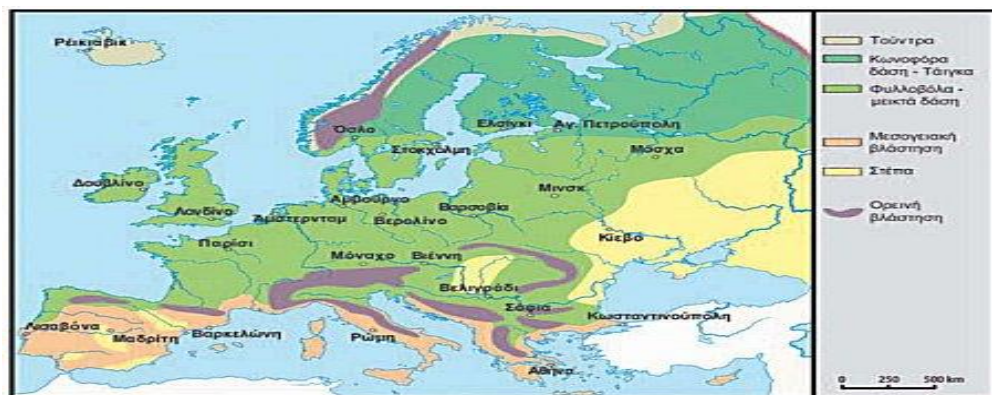 Ρέικιαβικ
Όσλο
Ελσίνκι
Αγ. Πετρούπολη
Στοκχόλμη
Μόσχα
Δουβλίνο
Λονδίνο
Άμστερνταμ
Αμβούργο
Βερολίνο
Βαρσοβία
Μινσκ
Παρίσι
Μόναχο
Βιέννη
Κίεβο
Βελιγράδι
Σόφια
Κωσταντινούπολη
Λισαβόνα
Μαδρίτη
Βαρκελώνη
Ρώμη
Αθήνα
Τούντρα
Κωνοφόρα
δάση - Τάιγκα
Φυλλοβόλα -
μεικτά δάση
Μεσογειακή
βλάστηση
Στέπα
Ορεινή
βλάστηση
0 250 500 km